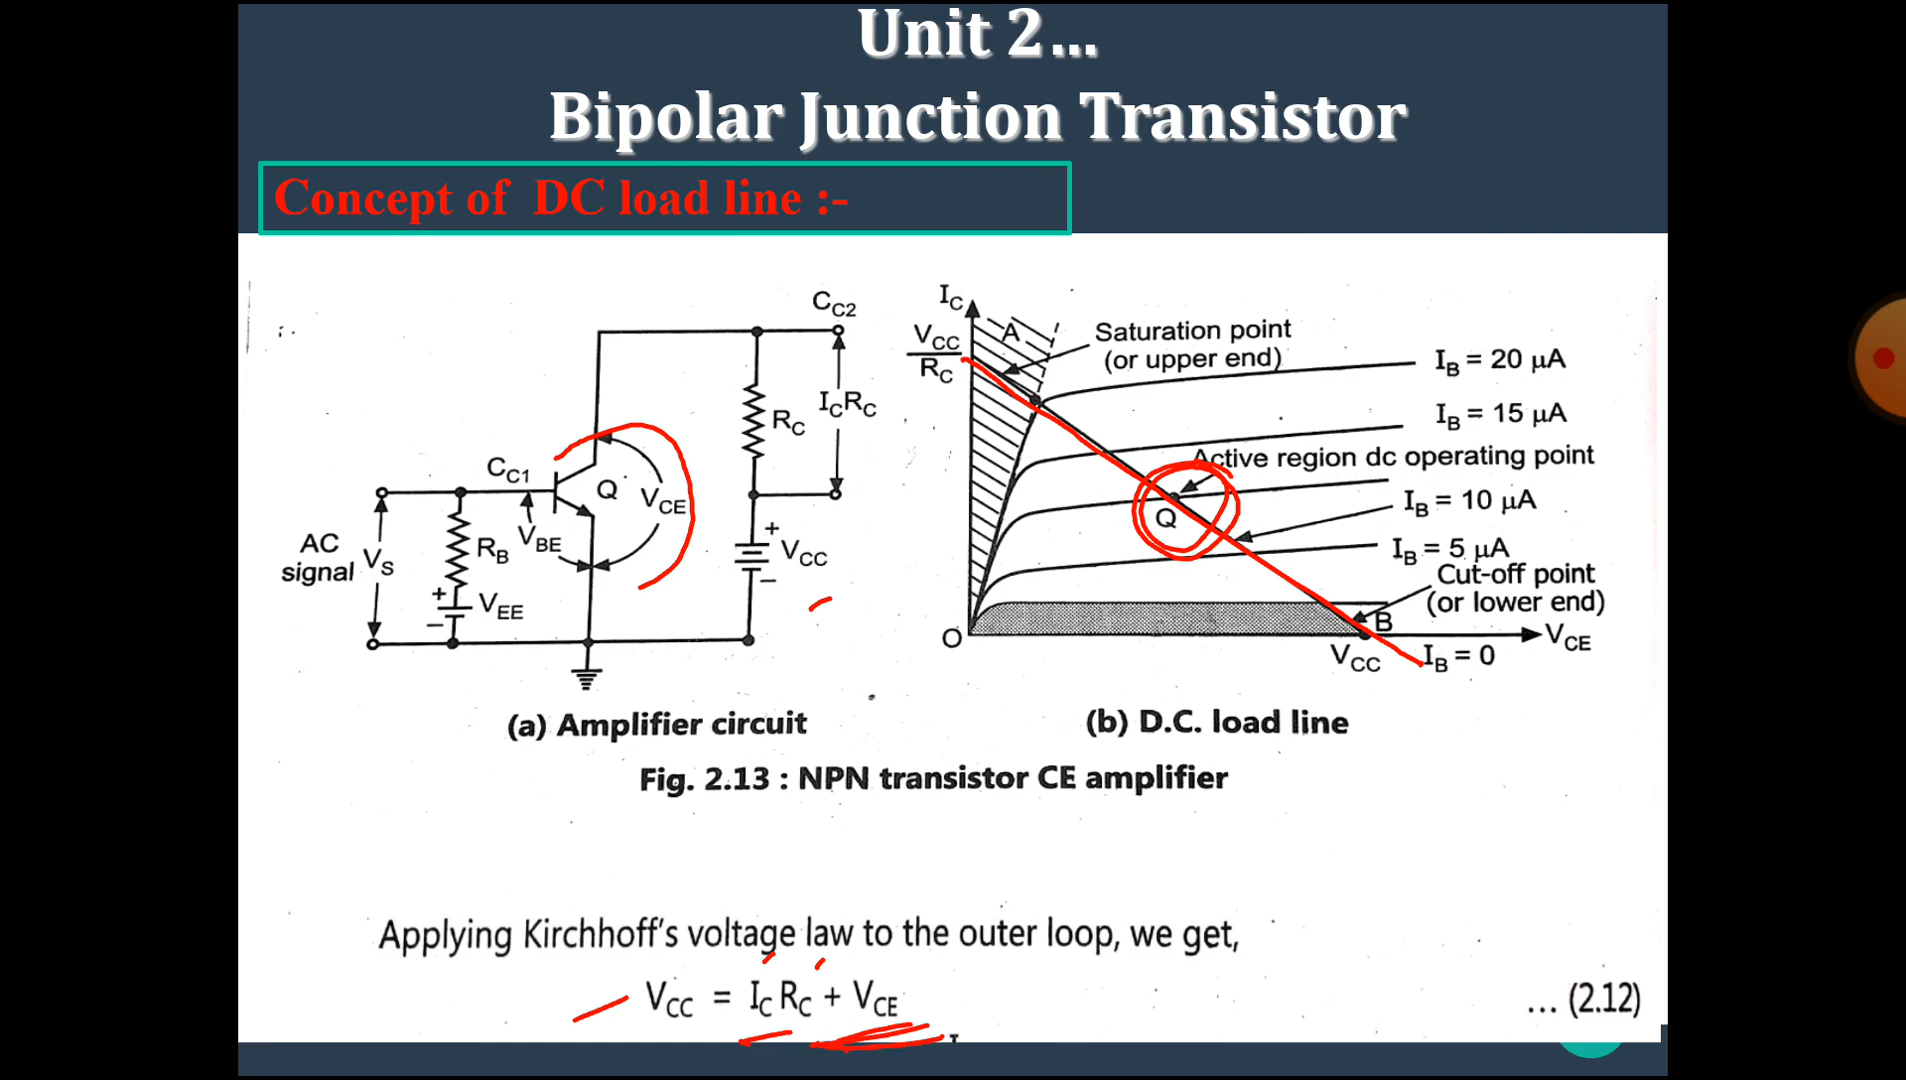 Unit 2...
Bipolar Junction Transistor
Concept of DC load line :-
CC2
IC
VCC
RC
A
Saturation point
(or upper end)
IB = 20 μA
RC
ICRC
IB = 15 μA
Active region dc operating point
CC1
Q
VCE
Q
IB = 10 μA
AC
signal
VS
RB
VBE
+
VCC
−
IB = 5 μA
Cut-off point
(or lower end)
+
−
VEE
B
O
VCE
VCC
IB = 0
(a) Amplifier circuit
(b) D.C. load line
Fig. 2.13 : NPN transistor CE amplifier
Applying Kirchhoff's voltage law to the outer loop, we get,
VCC = IC RC + VCE ... (2.12)